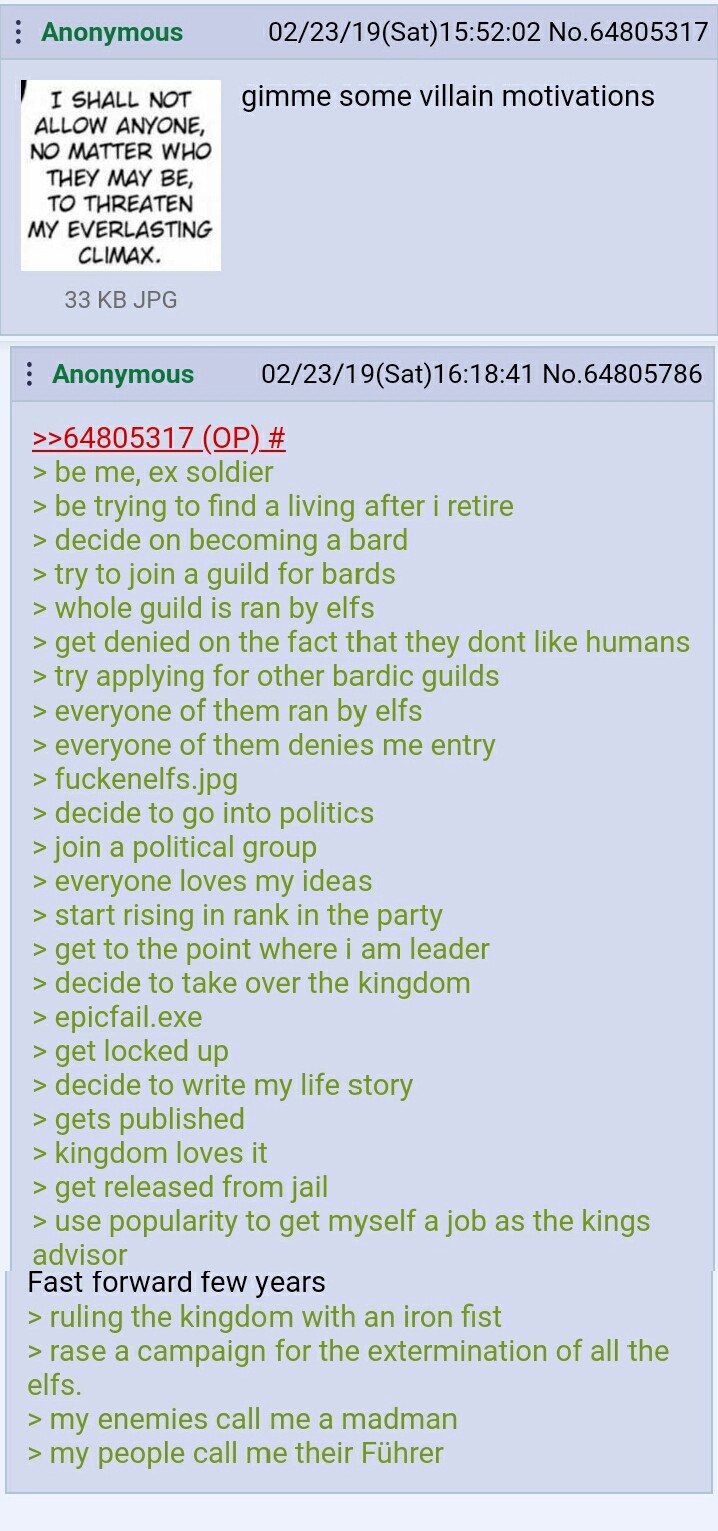 Anonymous 02/23/19(Sat)15:52:02 No.64805317
I SHALL NOT
ALLOW ANYONE,
NO MATTER WHO
THEY MAY BE,
TO THREATEN
MY EVERLASTING
CLIMAX.
gimme some villain motivations
33 KB JPG
Anonymous 02/23/19(Sat)16:18:41 No.64805786
>>64805317 (OP) #
> be me, ex soldier
> be trying to find a living after i retire
> decide on becoming a bard
> try to join a guild for bards
> whole guild is ran by elfs
> get denied on the fact that they dont like humans
> try applying for other bardic guilds
> everyone of them ran by elfs
> everyone of them denies me entry
> fuckenelfs.jpg
> decide to go into politics
> join a political group
> everyone loves my ideas
> start rising in rank in the party
> get to the point where i am leader
> decide to take over the kingdom
> epicfail.exe
> get locked up
> decide to write my life story
> gets published
> kingdom loves it
> get released from jail
> use popularity to get myself a job as the kings
advisor
Fast forward few years
> ruling the kingdom with an iron fist
> rase a campaign for the extermination of all the
elfs.
> my enemies call me a madman
> my people call me their Führer